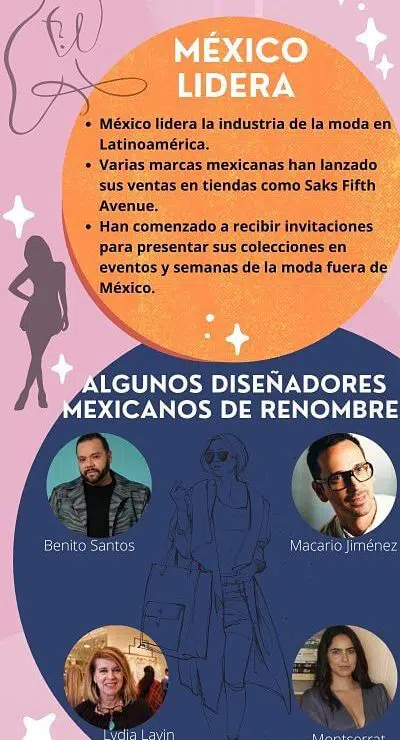 MÉXICO
LIDERA
México lidera la industria de la moda en
Latinoamérica.
Varias marcas mexicanas han lanzado
sus ventas en tiendas como Saks Fifth
Avenue.
Han comenzado a recibir invitaciones
para presentar sus colecciones en
eventos y semanas de la moda fuera de
México.
ALGUNOS DISEÑADORES
MEXICANOS DE RENOMBRE
Benito Santos
Macario Jiménez
Lydia Lavin
Montserrat